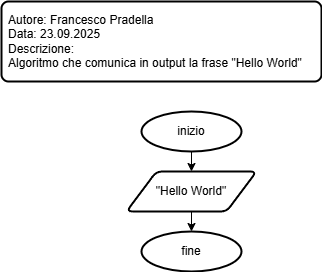 Autore: Francesco Pradella
Data: 23.09.2025
Descrizione:
Algoritmo che comunica in output la frase "Hello World"
inizio
"Hello World"
fine